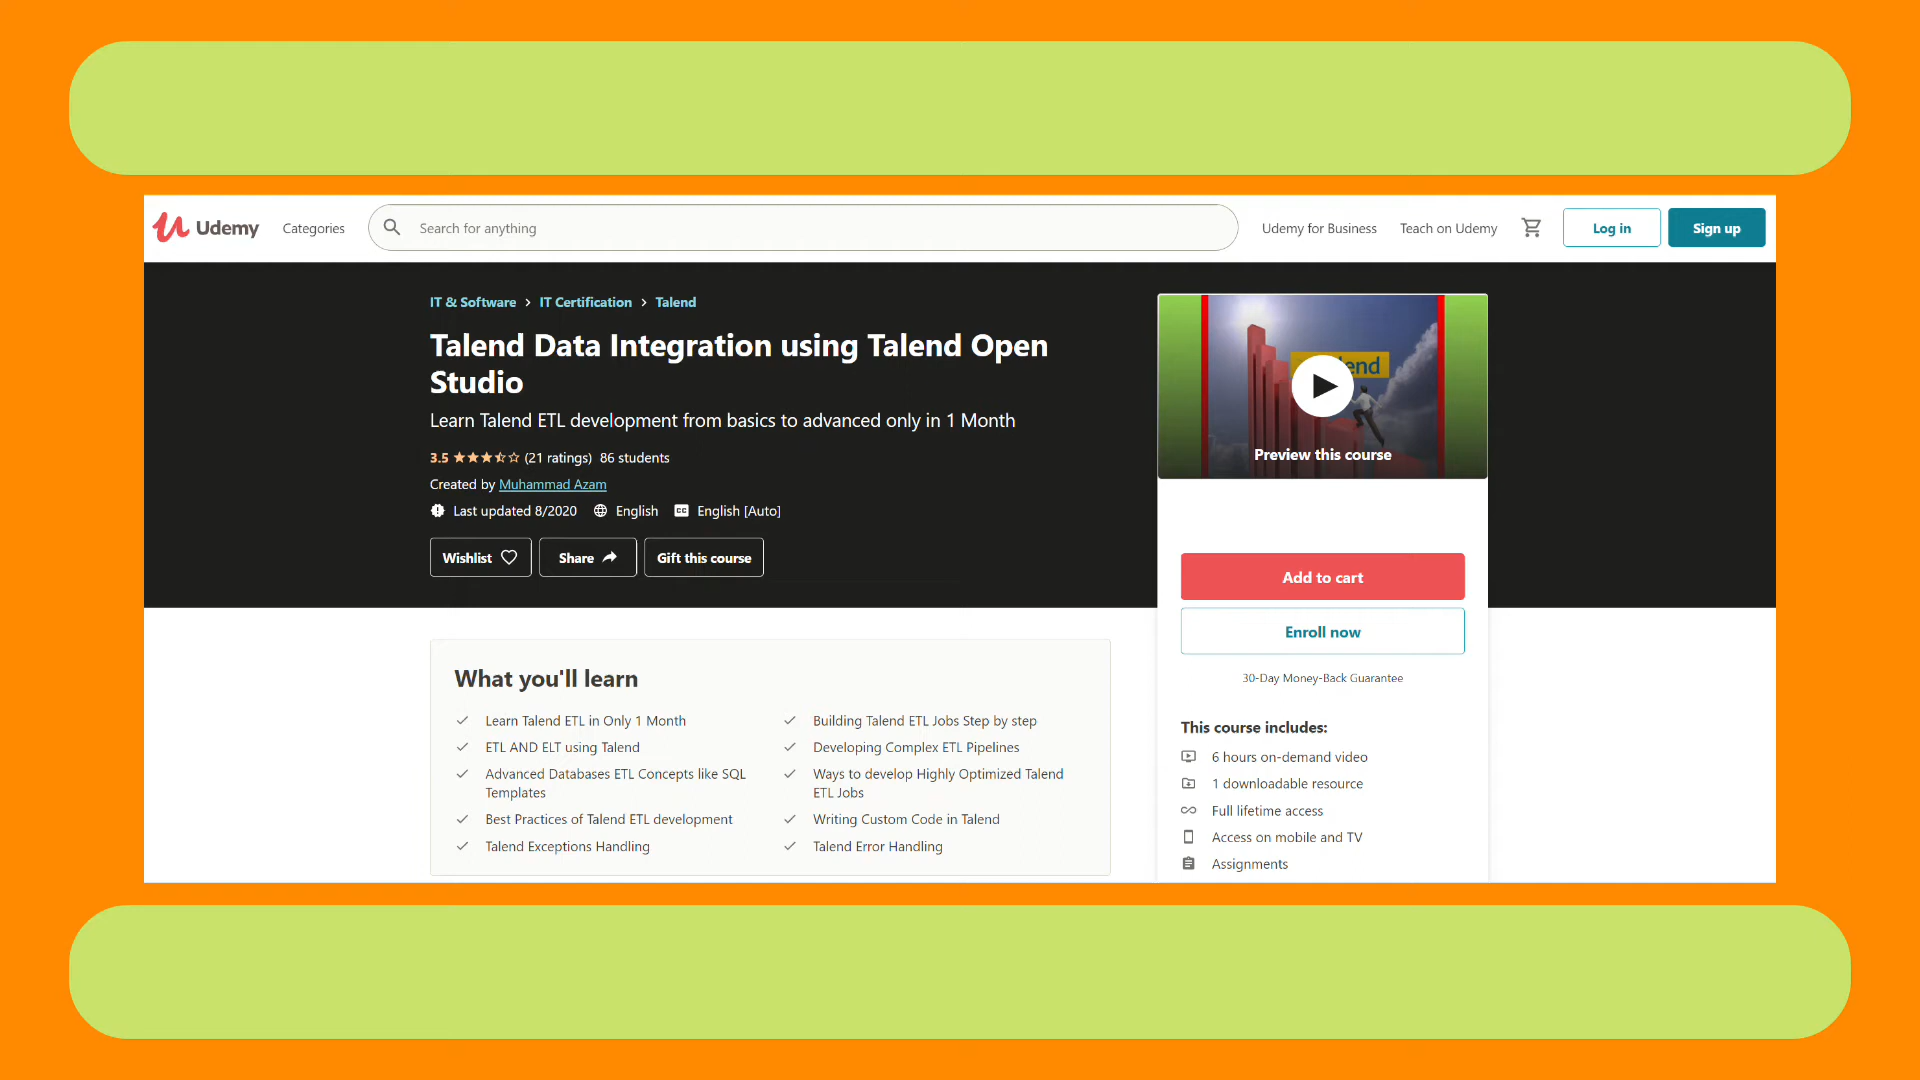 Udemy
Categories
Search for anything
Udemy for Business
Teach on Udemy
Log in
Sign up
IT & Software > IT Certification > Talend
Talend Data Integration using Talend Open
Studio
Learn Talend ETL development from basics to advanced only in 1 Month
3.5 (21 ratings) 86 students
Created by Muhammad Azam
Last updated 8/2020 English CC English [Auto]
Wishlist
Share
Gift this course
Preview this course
Add to cart
Enroll now
30-Day Money-Back Guarantee
This course includes:
6 hours on-demand video
1 downloadable resource
Full lifetime access
Access on mobile and TV
Assignments
What you'll learn
Learn Talend ETL in Only 1 Month
ETL AND ELT using Talend
Advanced Databases ETL Concepts like SQL
Templates
Best Practices of Talend ETL development
Talend Exceptions Handling
Building Talend ETL Jobs Step by step
Developing Complex ETL Pipelines
Ways to develop Highly Optimized Talend
ETL Jobs
Writing Custom Code in Talend
Talend Error Handling